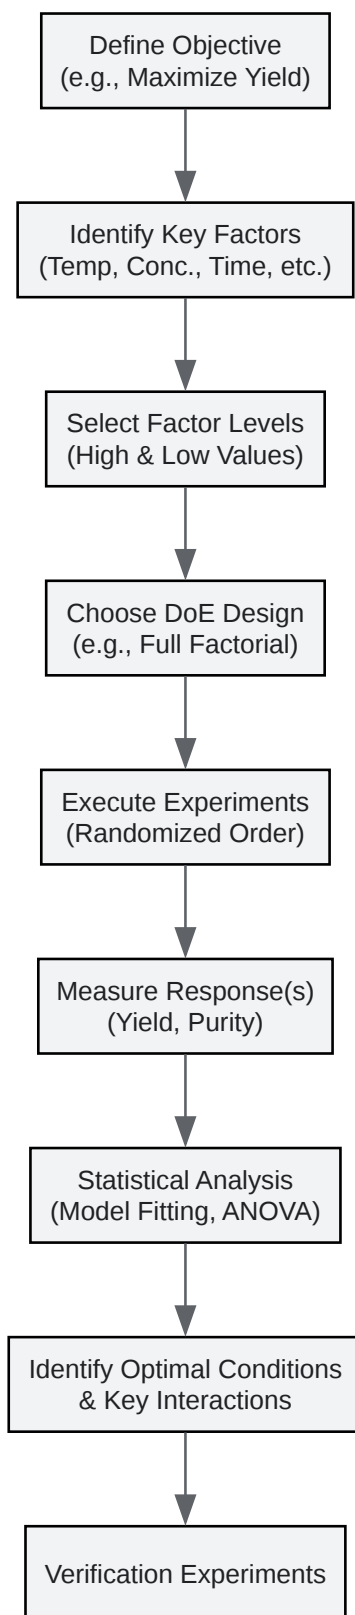 Define Objective
(e.g., Maximize Yield)
Identify Key Factors
(Temp, Conc., Time, etc.)
Select Factor Levels
(High & Low Values)
Choose DoE Design
(e.g., Full Factorial)
Execute Experiments
(Randomized Order)
Measure Response(s)
(Yield, Purity)
Statistical Analysis
(Model Fitting, ANOVA)
Identify Optimal Conditions
& Key Interactions
Verification Experiments